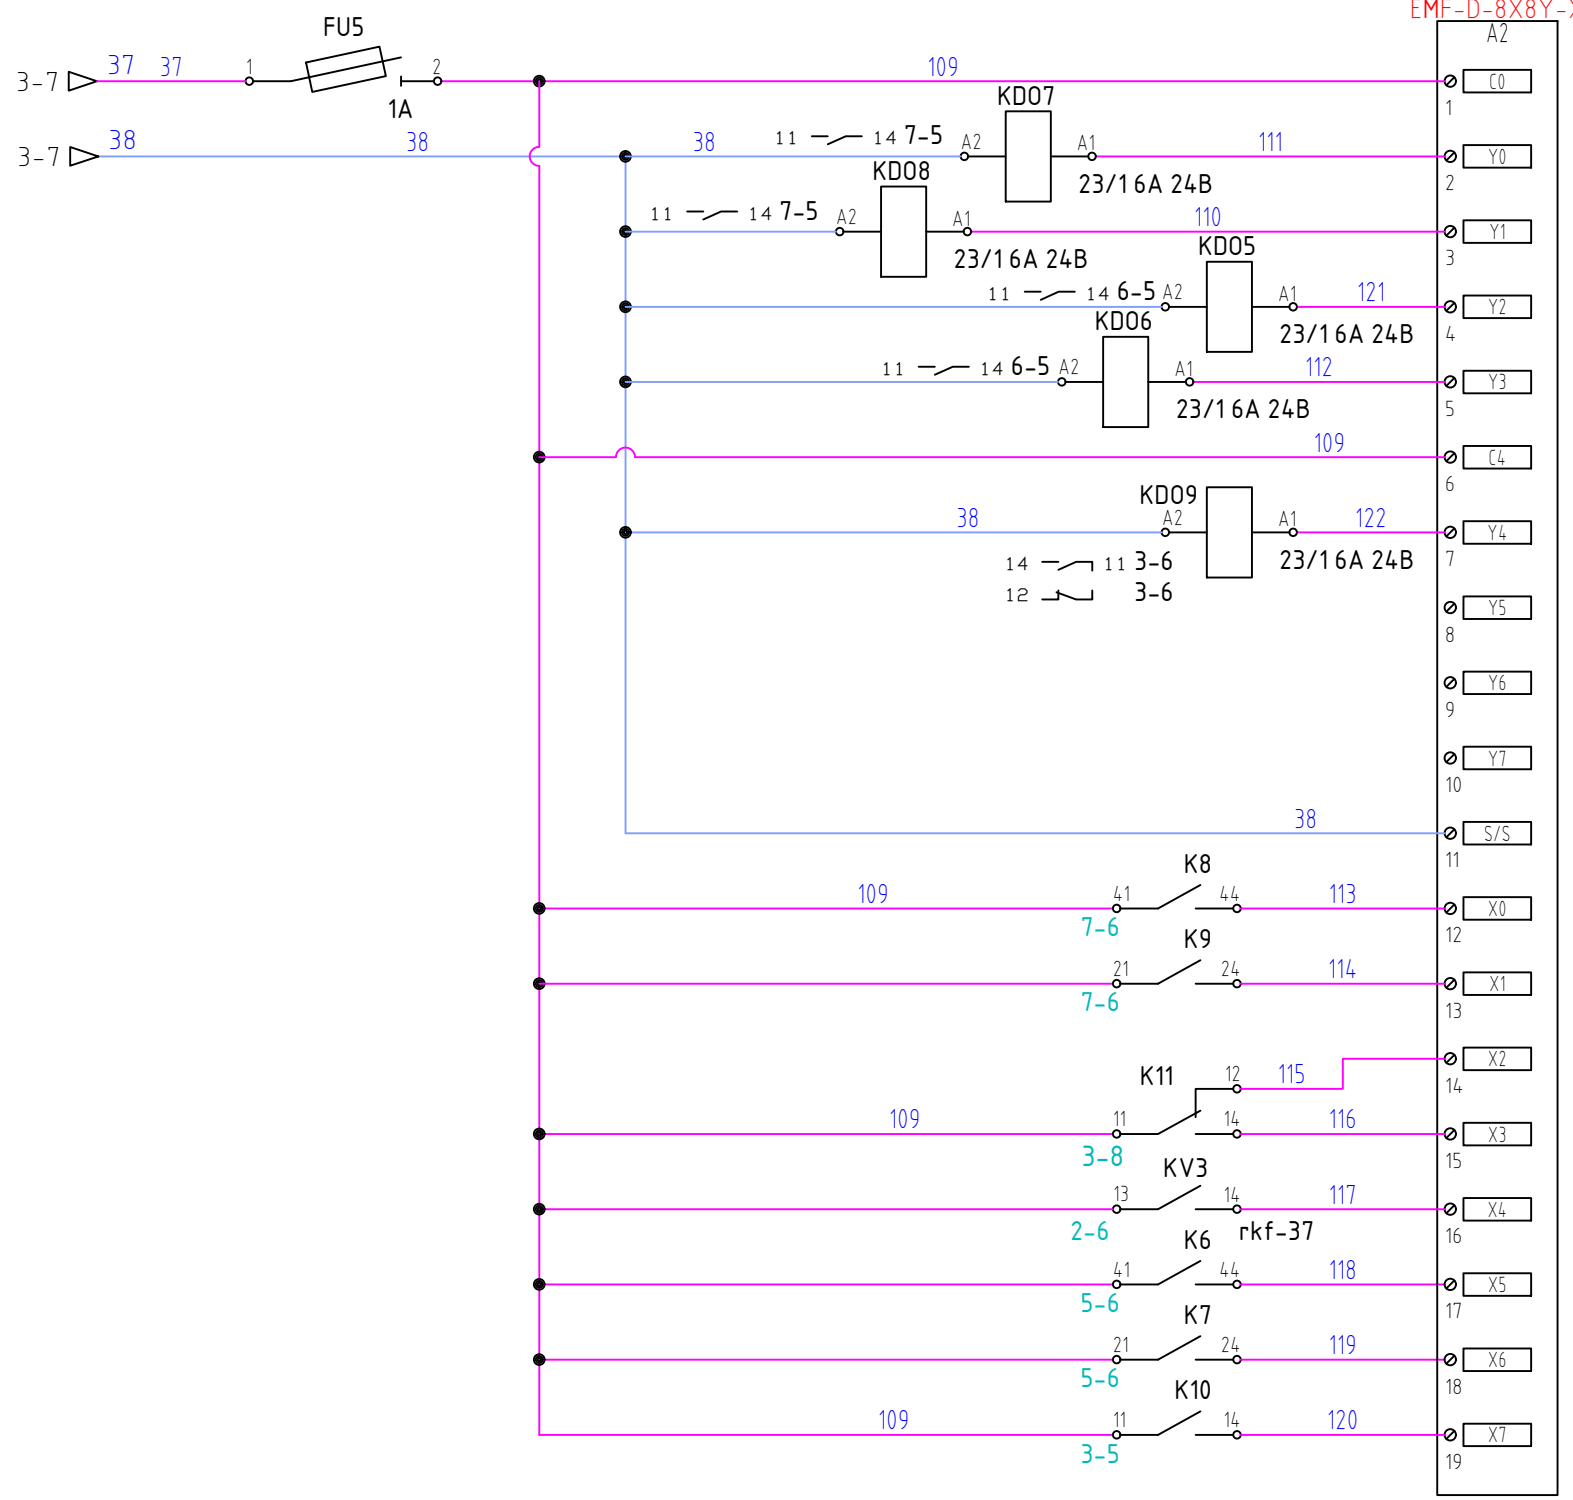 EMF-D-8X8Y-X
A2
FU5
3-7 37 37 1 2 109 C0
1A 1
KD07
3-7 38 38 38 11 14 7-5 A2 A1 111 Y0
KD08 23/16A 24B 2
11 14 7-5 A2 A1 110 Y1
23/16A 24B KD05 3
11 14 6-5 A2 A1 121 Y2
KD06 23/16A 24B 4
11 14 6-5 A2 A1 112 Y3
23/16A 24B 5
109 C4
6
KD09
38 A2 A1 122 Y4
14 11 3-6 23/16A 24B 7
12 3-6
Y5
8
Y6
9
Y7
10
38 S/S
11
K8
109 41 44 113 X0
7-6 12
K9
21 24 114 X1
7-6 13
X2
K11 12 115 14
109 11 14 116 X3
3-8 15
KV3
13 14 117 X4
2-6 rkf-37 16
K6
41 44 118 X5
5-6 17
K7
21 24 119 X6
5-6 18
K10
109 11 14 120 X7
3-5 19